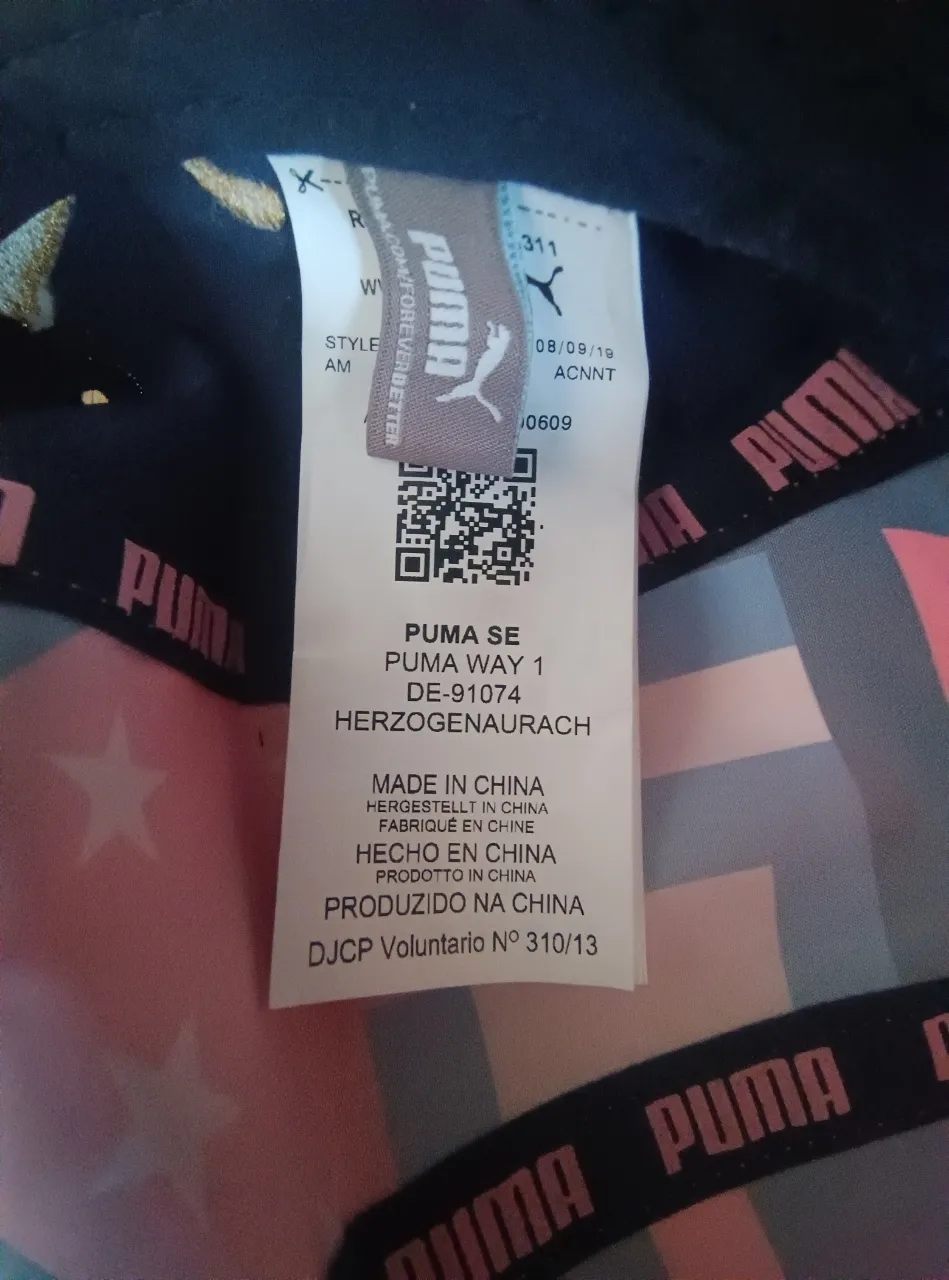 R
311
W
STYLE
08/09/19
AM
ACNNT
00609
PUMA
PUMA.COM/FOREVERBETTER
PUMA SE
PUMA WAY 1
DE-91074
HERZOGENAURACH
MADE IN CHINA
HERGESTELLT IN CHINA
FABRIQUÉ EN CHINE
HECHO EN CHINA
PRODOTTO IN CHINA
PRODUZIDO NA CHINA
DJCP Voluntario Nº 310/13
PUMA
PUMA
PUMA
PUMA
PUMA